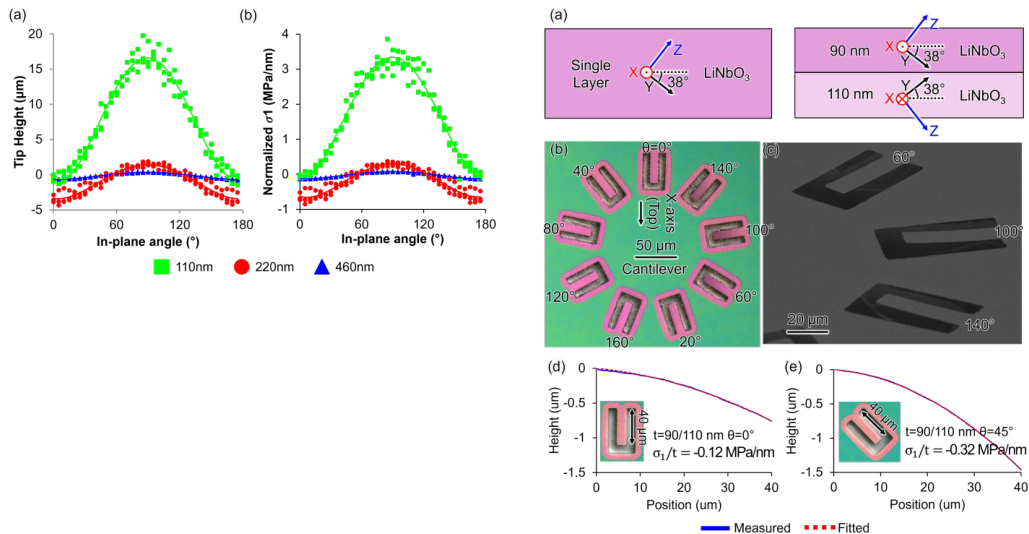 (a)
Tip Height (μm)
20
15
10
5
0
-5
0
60
120
180
In-plane angle (°)
(b)
Normalized σ1 (MPa/nm)
4
3
2
1
0
-1
0
60
120
180
In-plane angle (°)
110nm
220nm
460nm
(a)
Single
Layer
X
Z
Y
38°
LiNbO₃
90 nm
X
Z
Y
38°
LiNbO₃
110 nm
X
Y
38°
Z
LiNbO₃
(b)
θ=0°
40°
140°
80°
100°
120°
60°
160°
20°
X-axis
(Top)
50 μm
Cantilever
(c)
60°
100°
140°
20 μm
(d)
Height (um)
0
-0.5
-1
-1.5
0
10
20
30
40
Position (um)
40 μm
t=90/110 nm θ=0°
σ₁/t = -0.12 MPa/nm
(e)
Height (um)
0
-0.5
-1
-1.5
0
10
20
30
40
Position (um)
40 μm
t=90/110 nm θ=45°
σ₁/t = -0.32 MPa/nm
Measured
Fitted